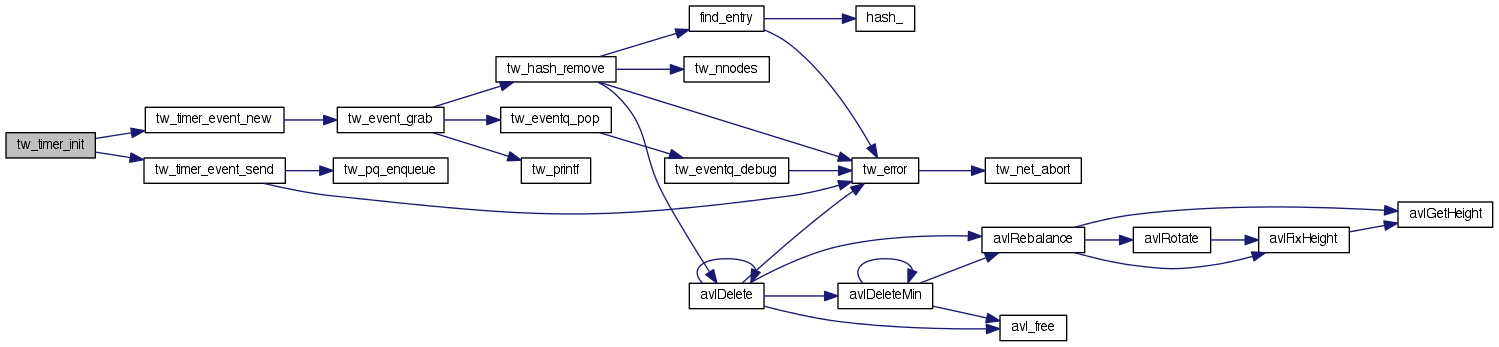 tw_timer_init
tw_timer_event_new
tw_timer_event_send
tw_event_grab
tw_pq_enqueue
tw_hash_remove
tw_eventq_pop
tw_printf
find_entry
tw_nnodes
tw_eventq_debug
avlDelete
hash_
tw_error
avlDeleteMin
tw_net_abort
avlRebalance
avl_free
avlRotate
avlFixHeight
avlGetHeight